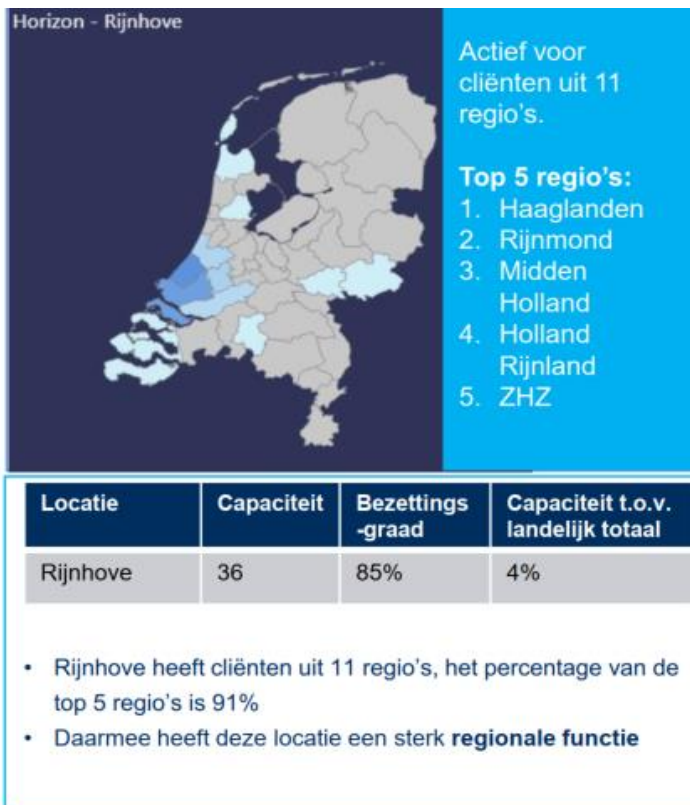 Horizon - Rijnhove
Actief voor
cliënten uit 11
regio's.
Top 5 regio's:
1. Haaglanden
2. Rijnmond
3. Midden
Holland
4. Holland
Rijnland
5. ZHZ
Locatie Capaciteit Bezettings Capaciteit t.o.v.
-graad landelijk totaal
Rijnhove 36 85% 4%
• Rijnhove heeft cliënten uit 11 regio's, het percentage van de
top 5 regio's is 91%
• Daarmee heeft deze locatie een sterk regionale functie